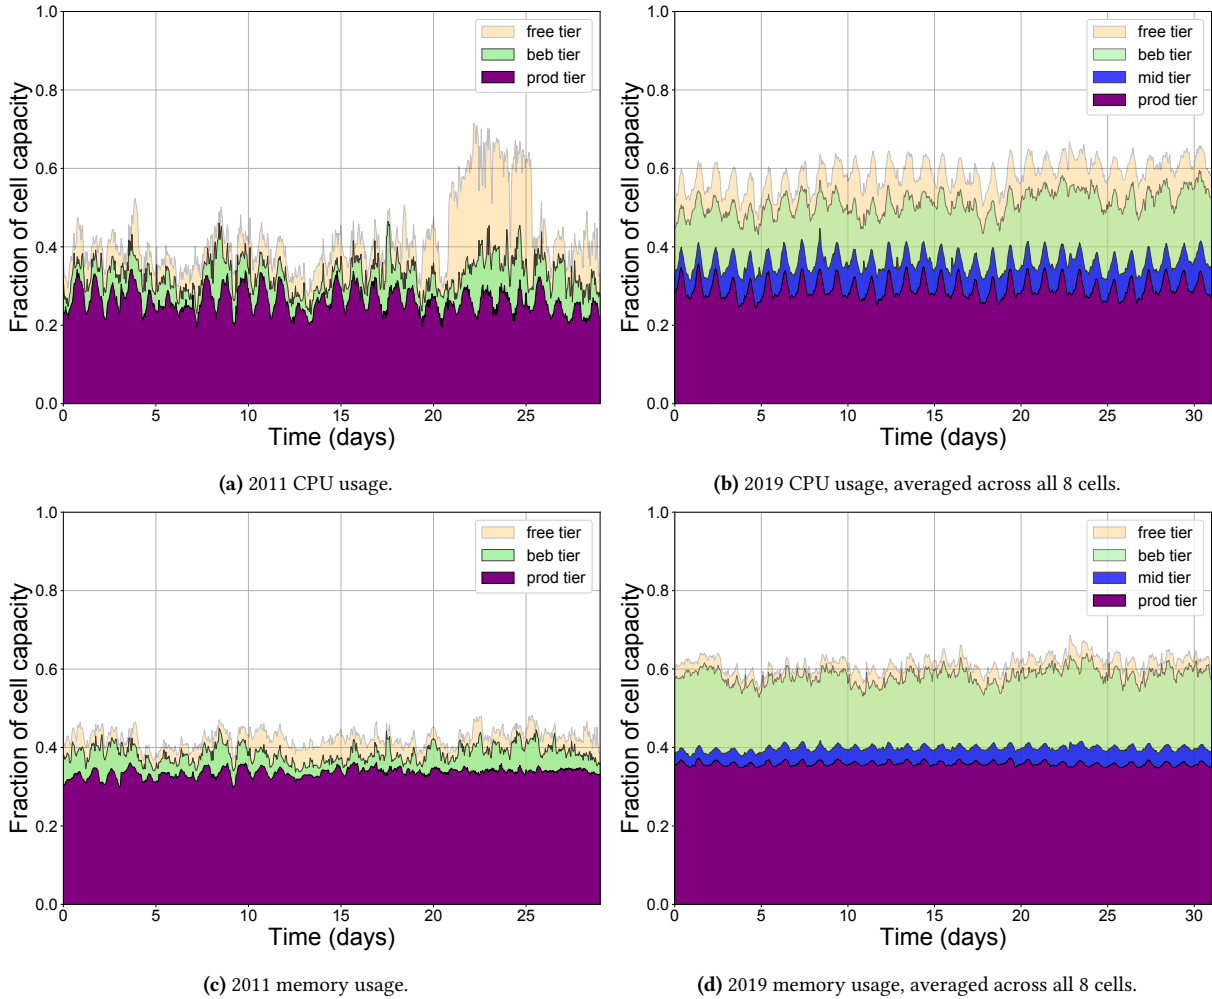 1.0
0.8
0.6
0.4
0.2
0.0
Fraction of cell capacity
free tier
beb tier
prod tier
0 5 10 15 20 25
Time (days)
(a) 2011 CPU usage.
1.0
0.8
0.6
0.4
0.2
0.0
Fraction of cell capacity
free tier
beb tier
mid tier
prod tier
0 5 10 15 20 25 30
Time (days)
(b) 2019 CPU usage, averaged across all 8 cells.
1.0
0.8
0.6
0.4
0.2
0.0
Fraction of cell capacity
free tier
beb tier
prod tier
0 5 10 15 20 25
Time (days)
(c) 2011 memory usage.
1.0
0.8
0.6
0.4
0.2
0.0
Fraction of cell capacity
free tier
beb tier
mid tier
prod tier
0 5 10 15 20 25 30
Time (days)
(d) 2019 memory usage, averaged across all 8 cells.